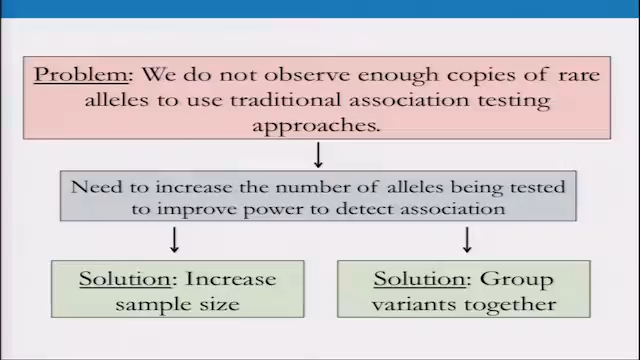 Problem: We do not observe enough copies of rare
alleles to use traditional association testing
approaches.
Need to increase the number of alleles being tested
to improve power to detect association
Solution: Increase
sample size
Solution: Group
variants together